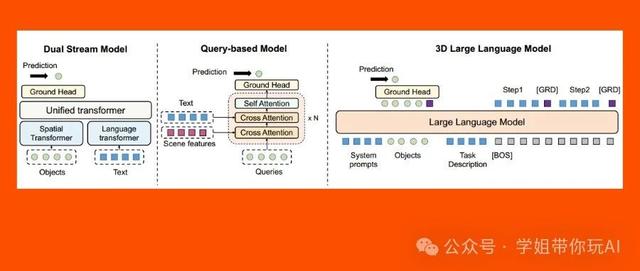 Dual Stream Model
Prediction
Ground Head
Unified transformer
Spatial
Transformer
Language
transformer
Objects
Text
Query-based Model
Prediction
Ground Head
Text
Self Attention
Cross Attention
x N
Cross Attention
Scene features
Queries
3D Large Language Model
Prediction
Ground Head
Step1
[GRD]
Step2
[GRD]
Large Language Model
System
prompts
Objects
Task
Description
[BOS]
公众号 · 学姐带你玩AI